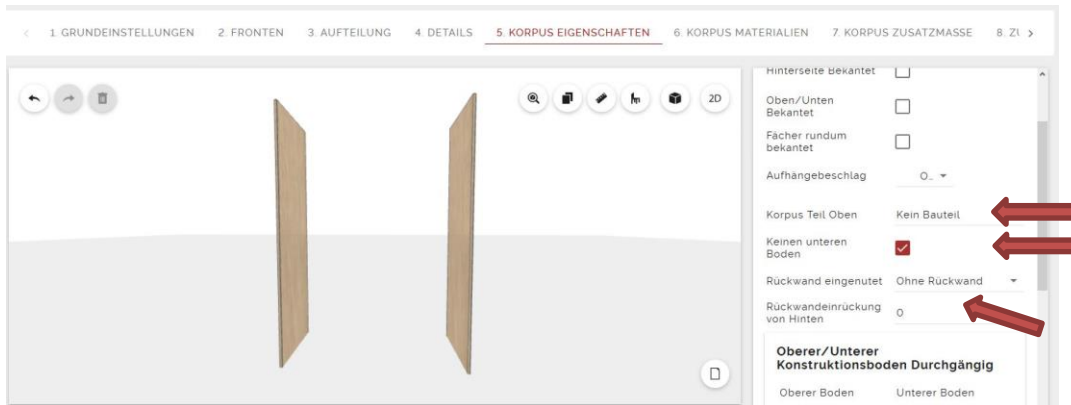 1. GRUNDEINSTELLUNGEN 2. FRONTEN 3. AUFTEILUNG 4. DETAILS 5. KORPUS EIGENSCHAFTEN 6. KORPUS MATERIALIEN 7. KORPUS ZUSATZMASSE 8. ZU
2D
Hinterseite Bekantet
Oben/Unten
Bekantet
Fächer rundum
bekantet
Aufhängebeschlag O..
Korpus Teil Oben Kein Bauteil
Keinen unteren
Boden
Rückwand eingenutet Ohne Rückwand
Rückwandeinrückung
von Hinten 0
Oberer/Unterer
Konstruktionsboden Durchgängig
Oberer Boden Unterer Boden